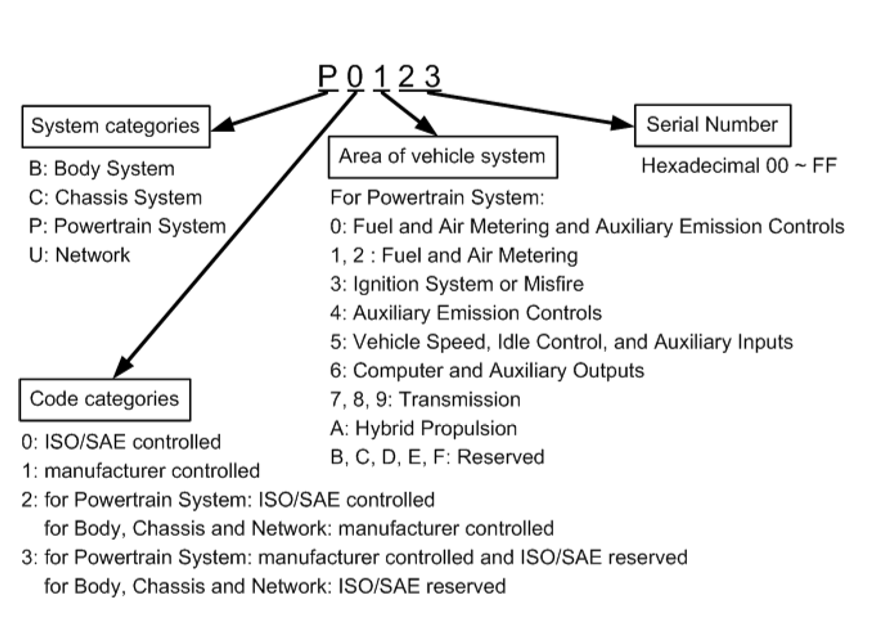 P 0 1 2 3
System categories
B: Body System
C: Chassis System
P: Powertrain System
U: Network
Area of vehicle system
For Powertrain System:
0: Fuel and Air Metering and Auxiliary Emission Controls
1, 2 : Fuel and Air Metering
3: Ignition System or Misfire
4: Auxiliary Emission Controls
5: Vehicle Speed, Idle Control, and Auxiliary Inputs
6: Computer and Auxiliary Outputs
7, 8, 9: Transmission
A: Hybrid Propulsion
B, C, D, E, F: Reserved
Serial Number
Hexadecimal 00 ~ FF
Code categories
0: ISO/SAE controlled
1: manufacturer controlled
2: for Powertrain System: ISO/SAE controlled
for Body, Chassis and Network: manufacturer controlled
3: for Powertrain System: manufacturer controlled and ISO/SAE reserved
for Body, Chassis and Network: ISO/SAE reserved